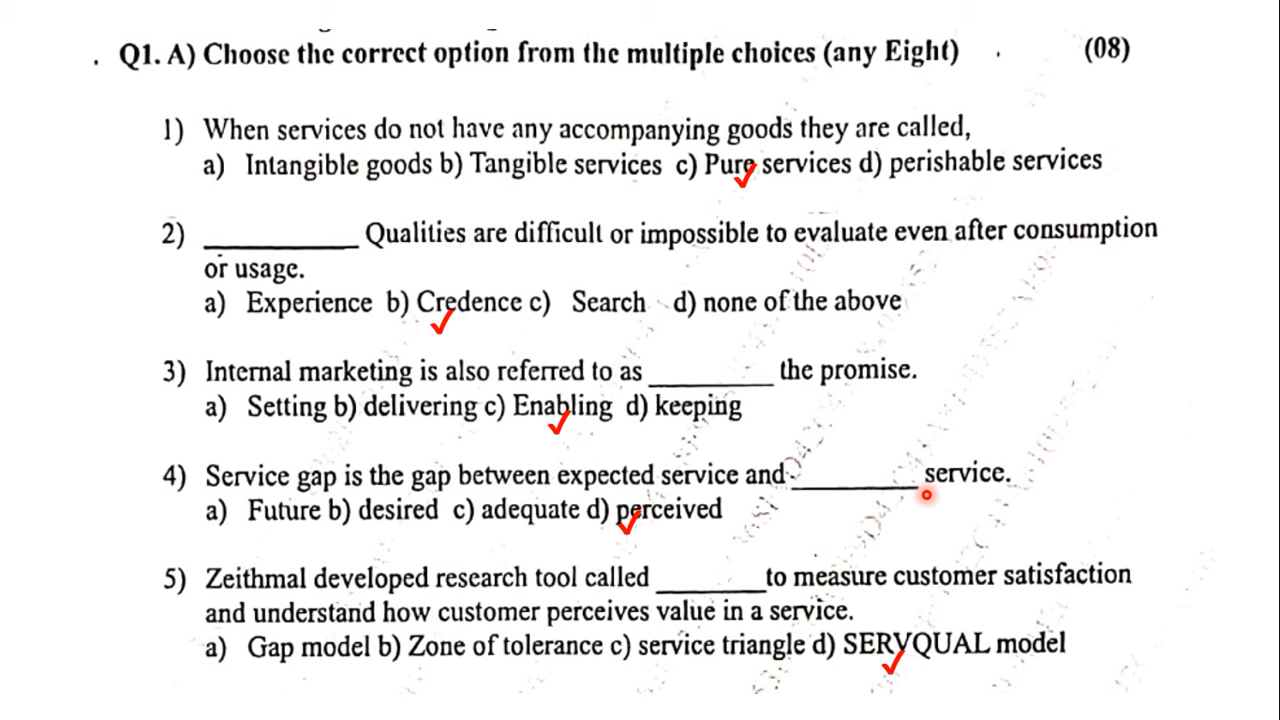 Q1. A) Choose the correct option from the multiple choices (any Eight) (08)
1) When services do not have any accompanying goods they are called,
a) Intangible goods b) Tangible services c) Pure services d) perishable services
2) ____________ Qualities are difficult or impossible to evaluate even after consumption
or usage.
a) Experience b) Credence c) Search d) none of the above
3) Internal marketing is also referred to as _________ the promise.
a) Setting b) delivering c) Enabling d) keeping
4) Service gap is the gap between expected service and _________ service.
a) Future b) desired c) adequate d) perceived
5) Zeithmal developed research tool called ________ to measure customer satisfaction
and understand how customer perceives value in a service.
a) Gap model b) Zone of tolerance c) service triangle d) SERVQUAL model